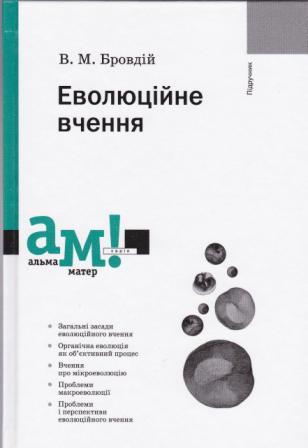 В. М. Бровдій
Підручник
Еволюційне
вчення
ам!
серія
альма
матер
Загальні засади
еволюційного вчення
Органічна еволюція
як об'єктивний процес
Вчення
про мікроеволюцію
Проблеми
макроеволюції
Проблеми
і перспективи
еволюційного вчення